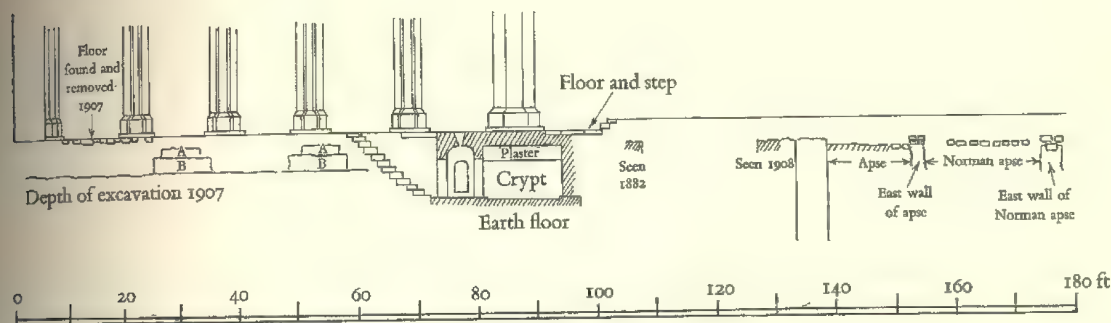 Floor
found and
removed
1907
A
B
A
B
Depth of excavation 1907
Plaster
Crypt
Earth floor
Floor and step
Seen
1882
Seen 1908
Apse
East wall
of apse
Norman apse
East wall of
Norman apse
0 20 40 60 80 100 120 140 160 180 ft